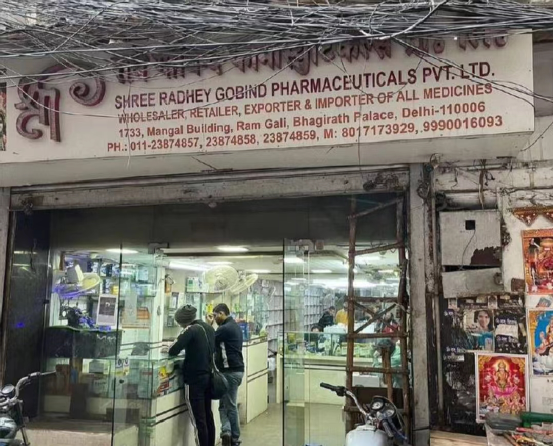 श्री
SHREE RADHEY GOBIND PHARMACEUTICALS PVT. LTD.
WHOLESALER, RETAILER, EXPORTER & IMPORTER OF ALL MEDICINES
1733, Mangal Building, Ram Gali, Bhagirath Palace, Delhi-110006
PH.: 011-23874857, 23874858, 23874859, M: 8017173929, 9990016093